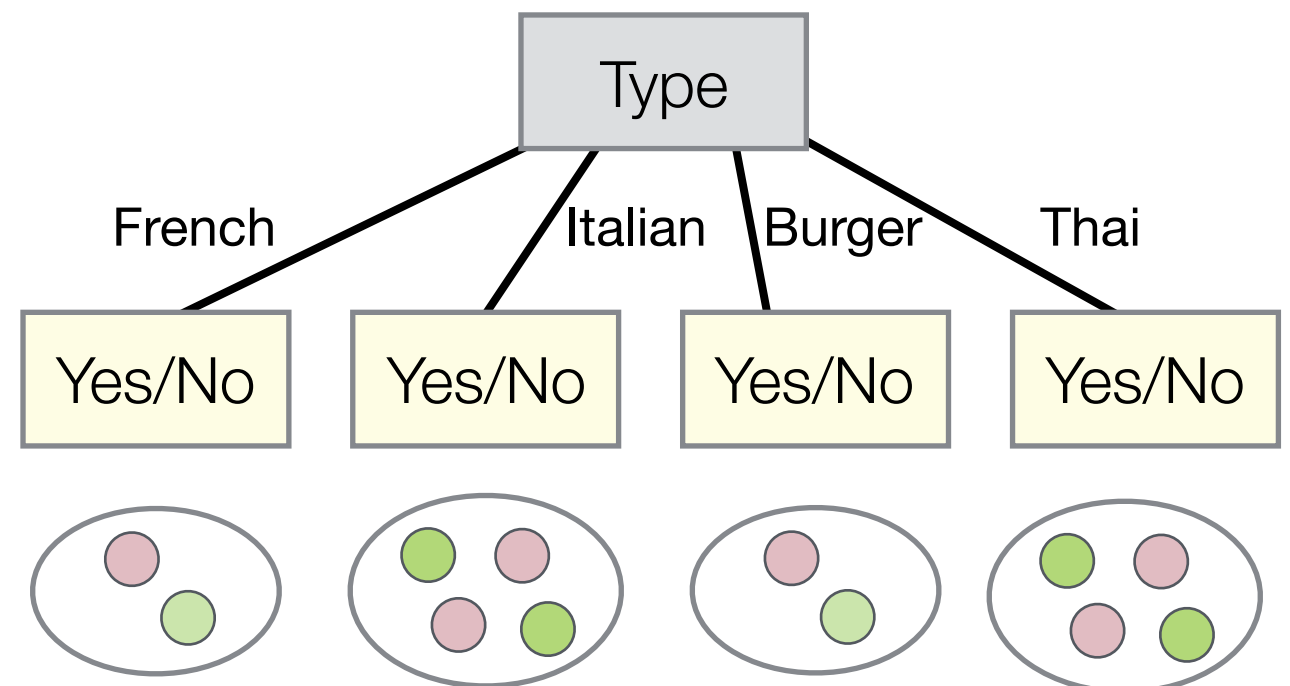 Type
French
Italian
Burger
Thai
Yes/No
Yes/No
Yes/No
Yes/No